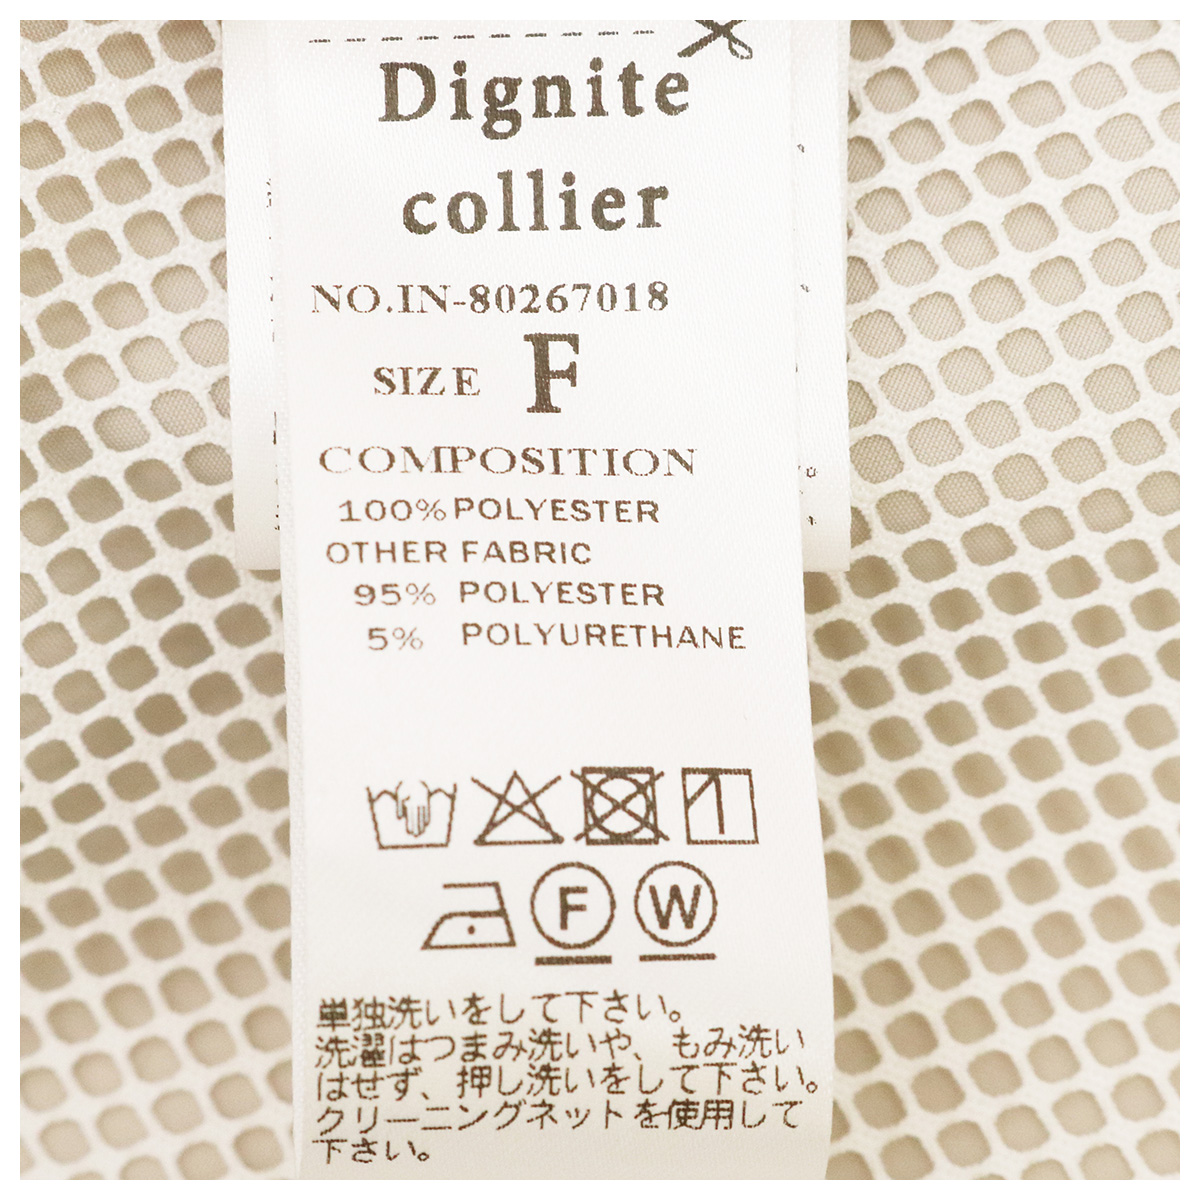 Dignite
collier
NO.IN-80267018
SIZE F
COMPOSITION
100%POLYESTER
OTHER FABRIC
95% POLYESTER
5% POLYURETHANE
F W
単独洗いをして下さい。
洗濯はつまみ洗いや、もみ洗い
はせず、押し洗いをして下さい。
クリーニングネットを使用して
下さい。